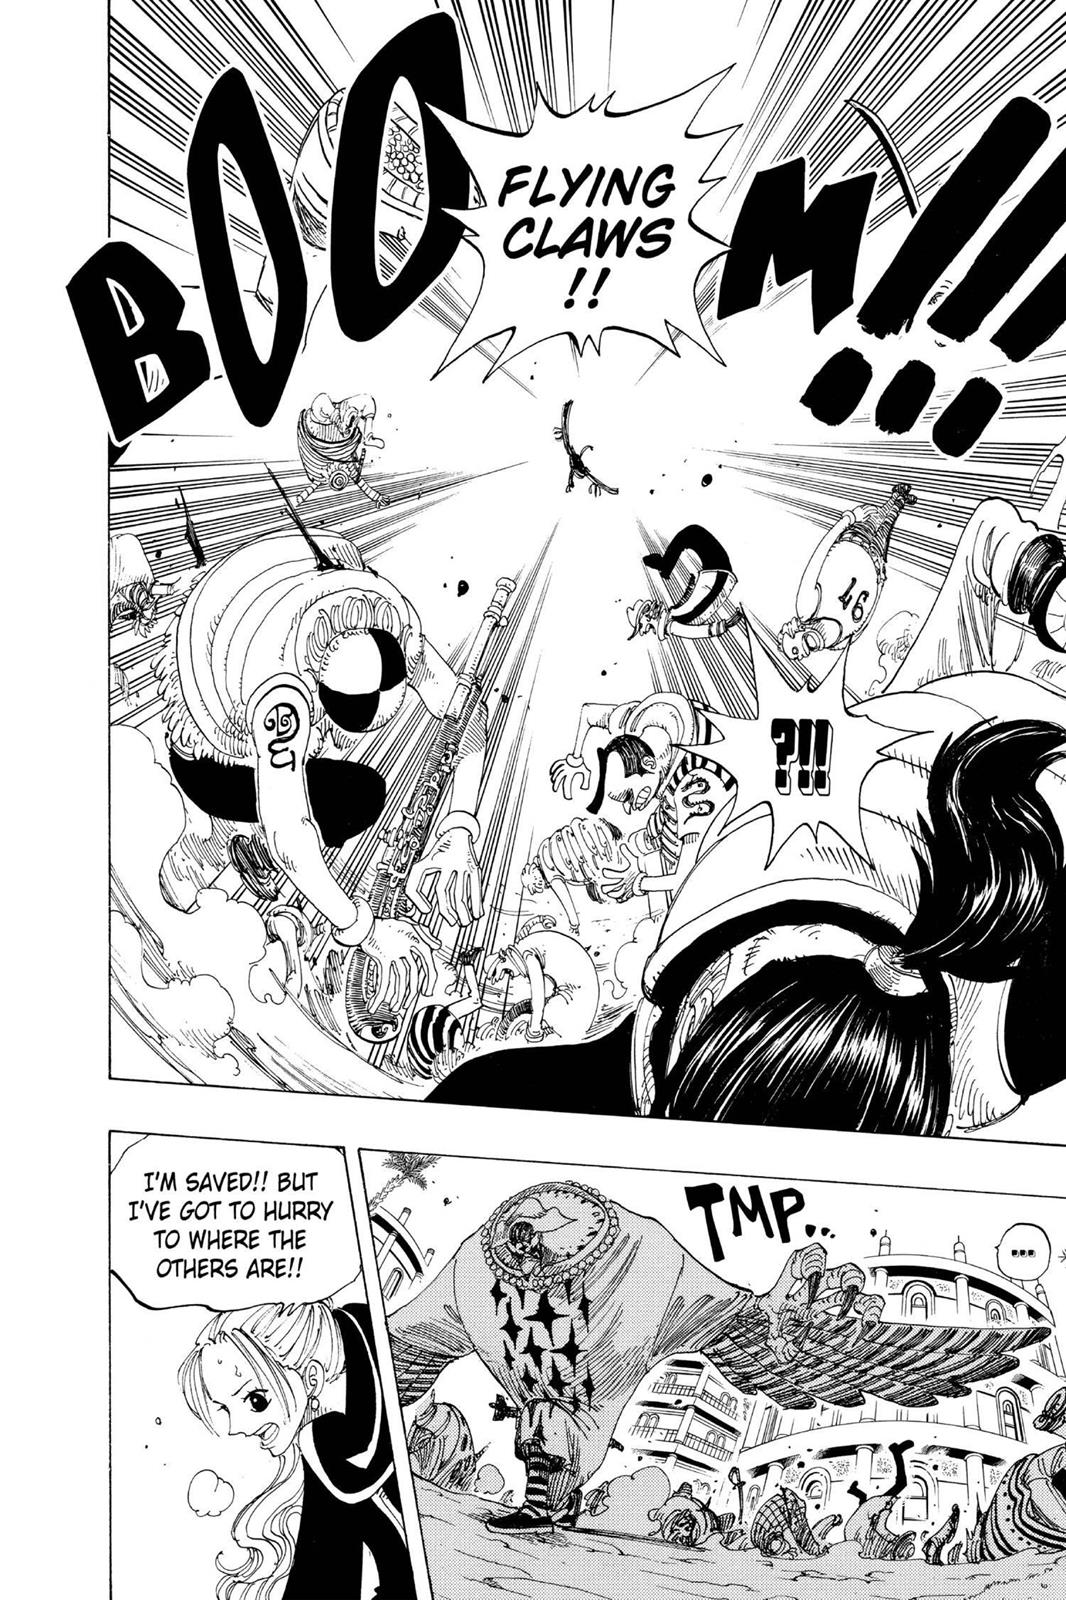 BOOM!!!
FLYING
CLAWS
!!
46
?!!
I'M SAVED!! BUT
I'VE GOT TO HURRY
TO WHERE THE
OTHERS ARE!!
TMP...
...